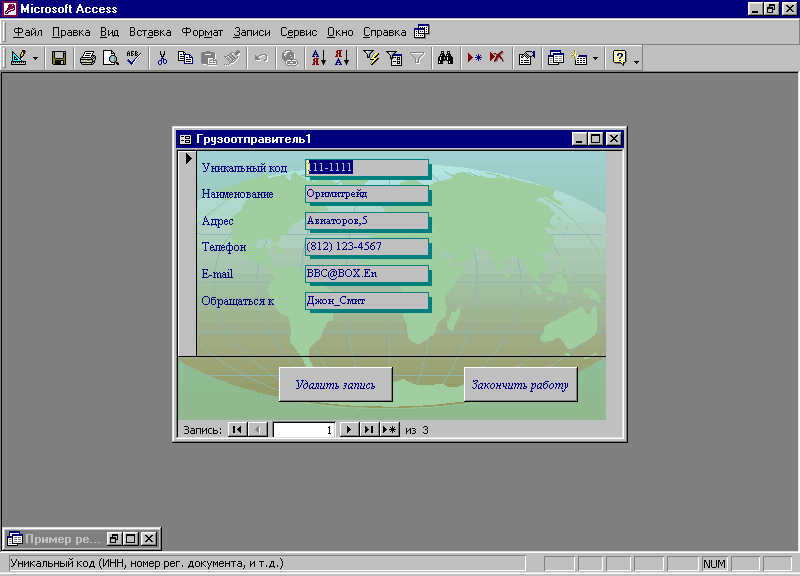 Microsoft Access
Файл Правка Вид Вставка Формат Записи Сервис Окно Справка
Грузоотправитель1
Уникальный код 111-1111
Наименование Оримитрейд
Адрес Авиаторов,5
Телефон (812) 123-4567
E-mail BBC@BOX.En
Обращаться к Джон_Смит
Удалить запись Закончить работу
Запись: 1 из 3
Пример ре...
Уникальный код (ИНН, номер рег. документа, и т.д.) NUM